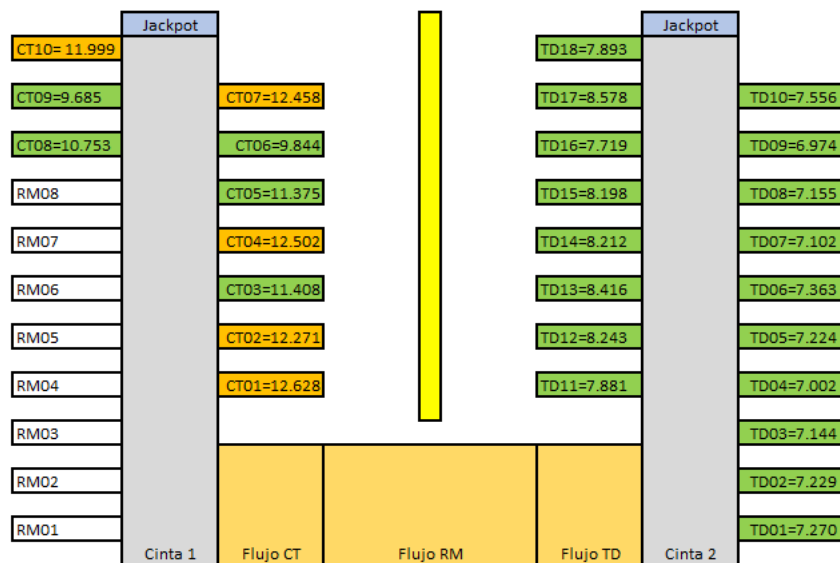 Jackpot Jackpot
CT10= 11.999 TD18=7.893
CT09=9.685 CT07=12.458 TD17=8.578 TD10=7.556
CT08=10.753 CT06=9.844 TD16=7.719 TD09=6.974
RM08 CT05=11.375 TD15=8.198 TD08=7.155
RM07 CT04=12.502 TD14=8.212 TD07=7.102
RM06 CT03=11.408 TD13=8.416 TD06=7.363
RM05 CT02=12.271 TD12=8.243 TD05=7.224
RM04 CT01=12.628 TD11=7.881 TD04=7.002
RM03 TD03=7.144
RM02 TD02=7.229
RM01 TD01=7.270
Cinta 1 Flujo CT Flujo RM Flujo TD Cinta 2